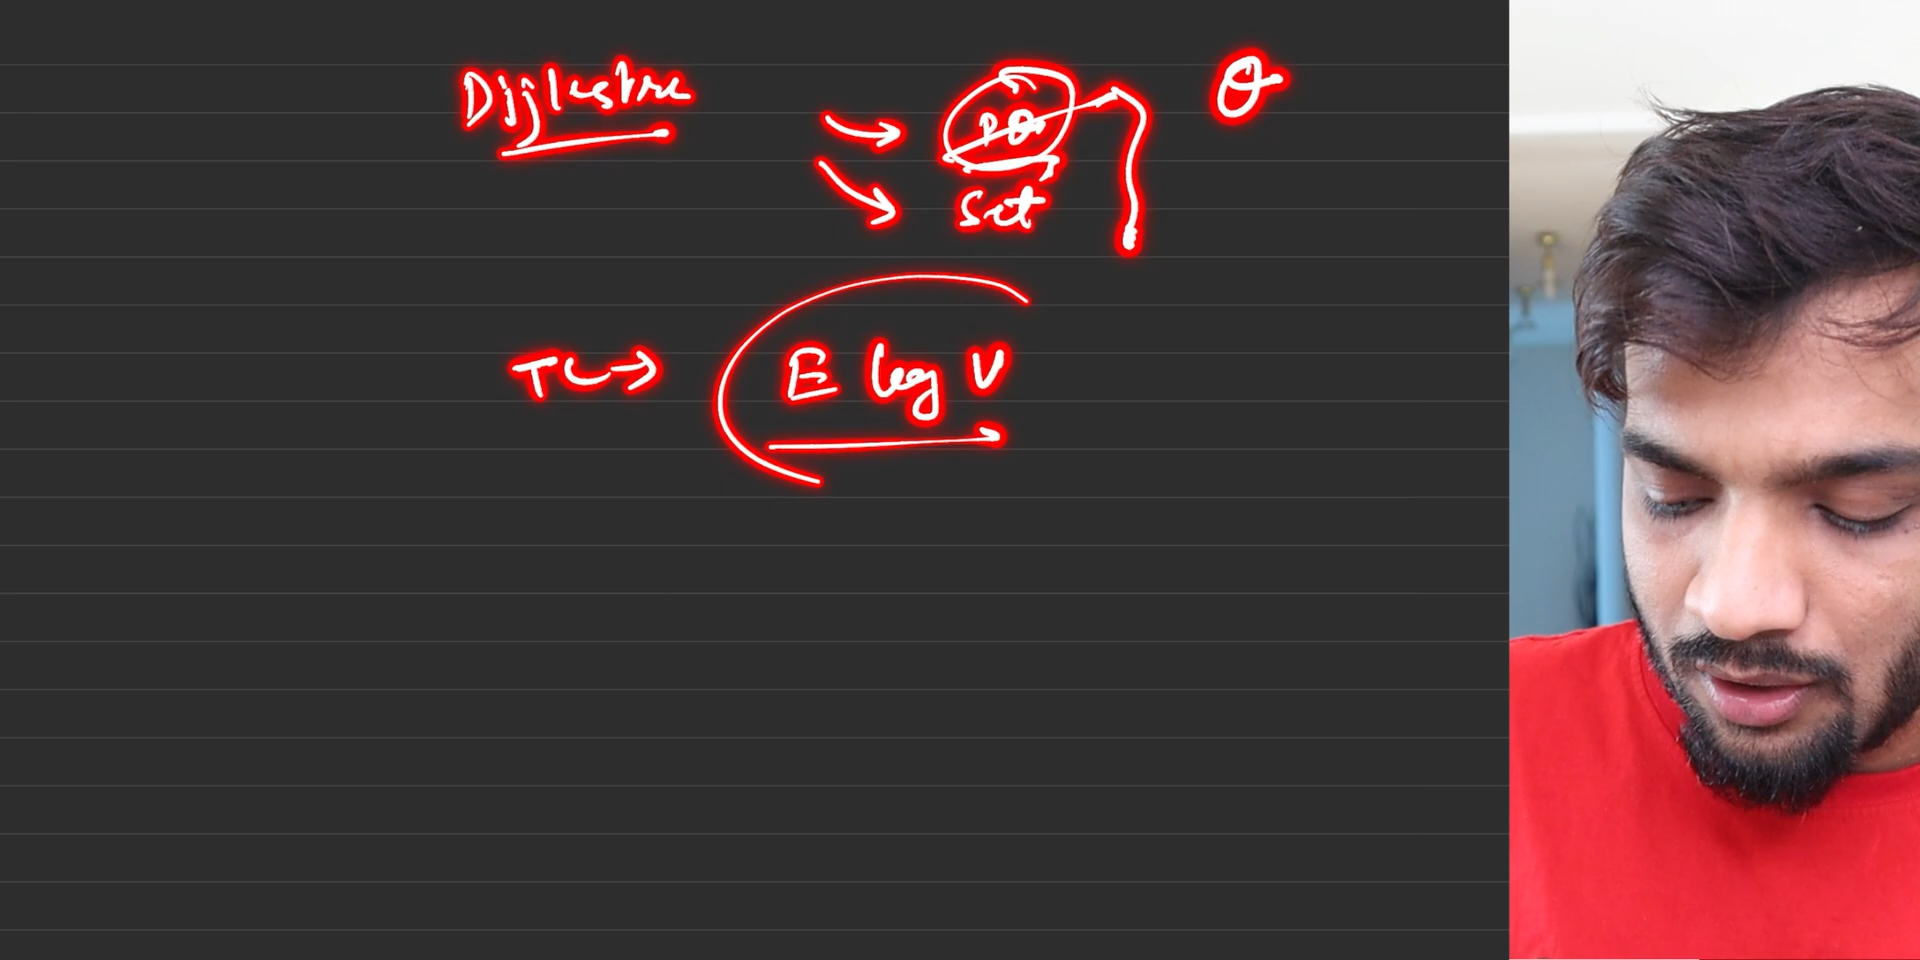 Dijkstra → PQ Q
→ Set
TC → E log V